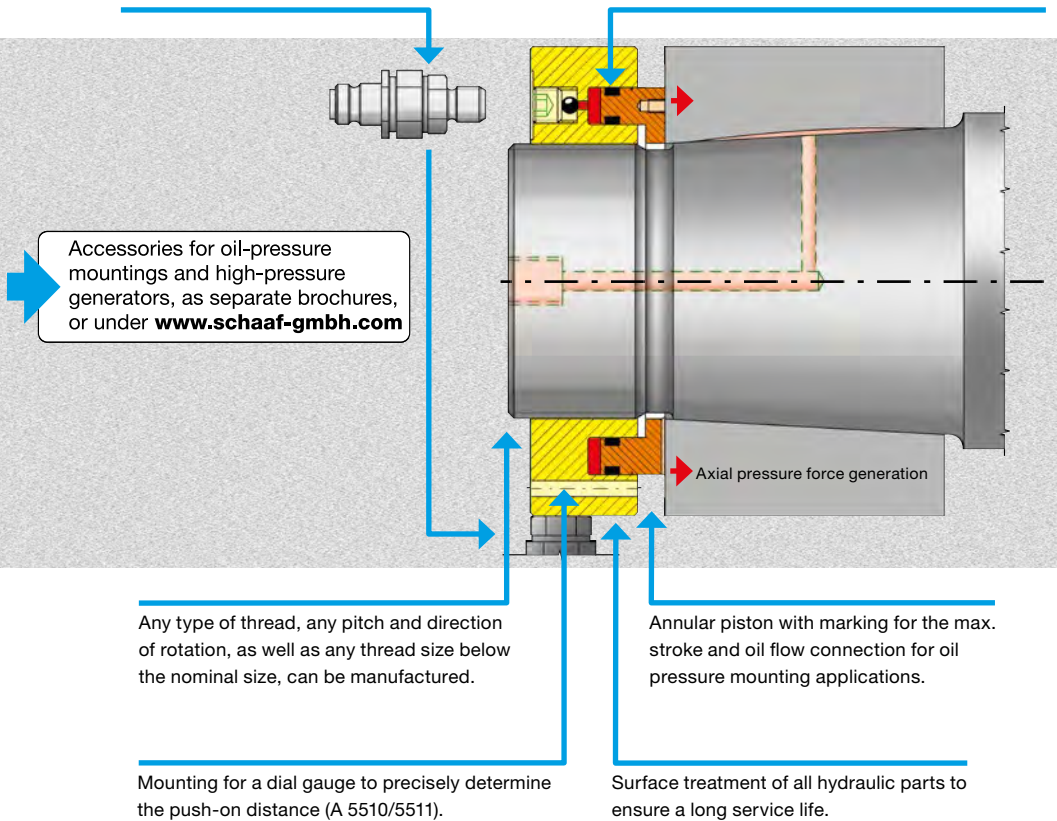 Accessories for oil-pressure
mountings and high-pressure
generators, as separate brochures,
or under www.schaaf-gmbh.com
Axial pressure force generation
Any type of thread, any pitch and direction
of rotation, as well as any thread size below
the nominal size, can be manufactured.
Annular piston with marking for the max.
stroke and oil flow connection for oil
pressure mounting applications.
Mounting for a dial gauge to precisely determine
the push-on distance (A 5510/5511).
Surface treatment of all hydraulic parts to
ensure a long service life.